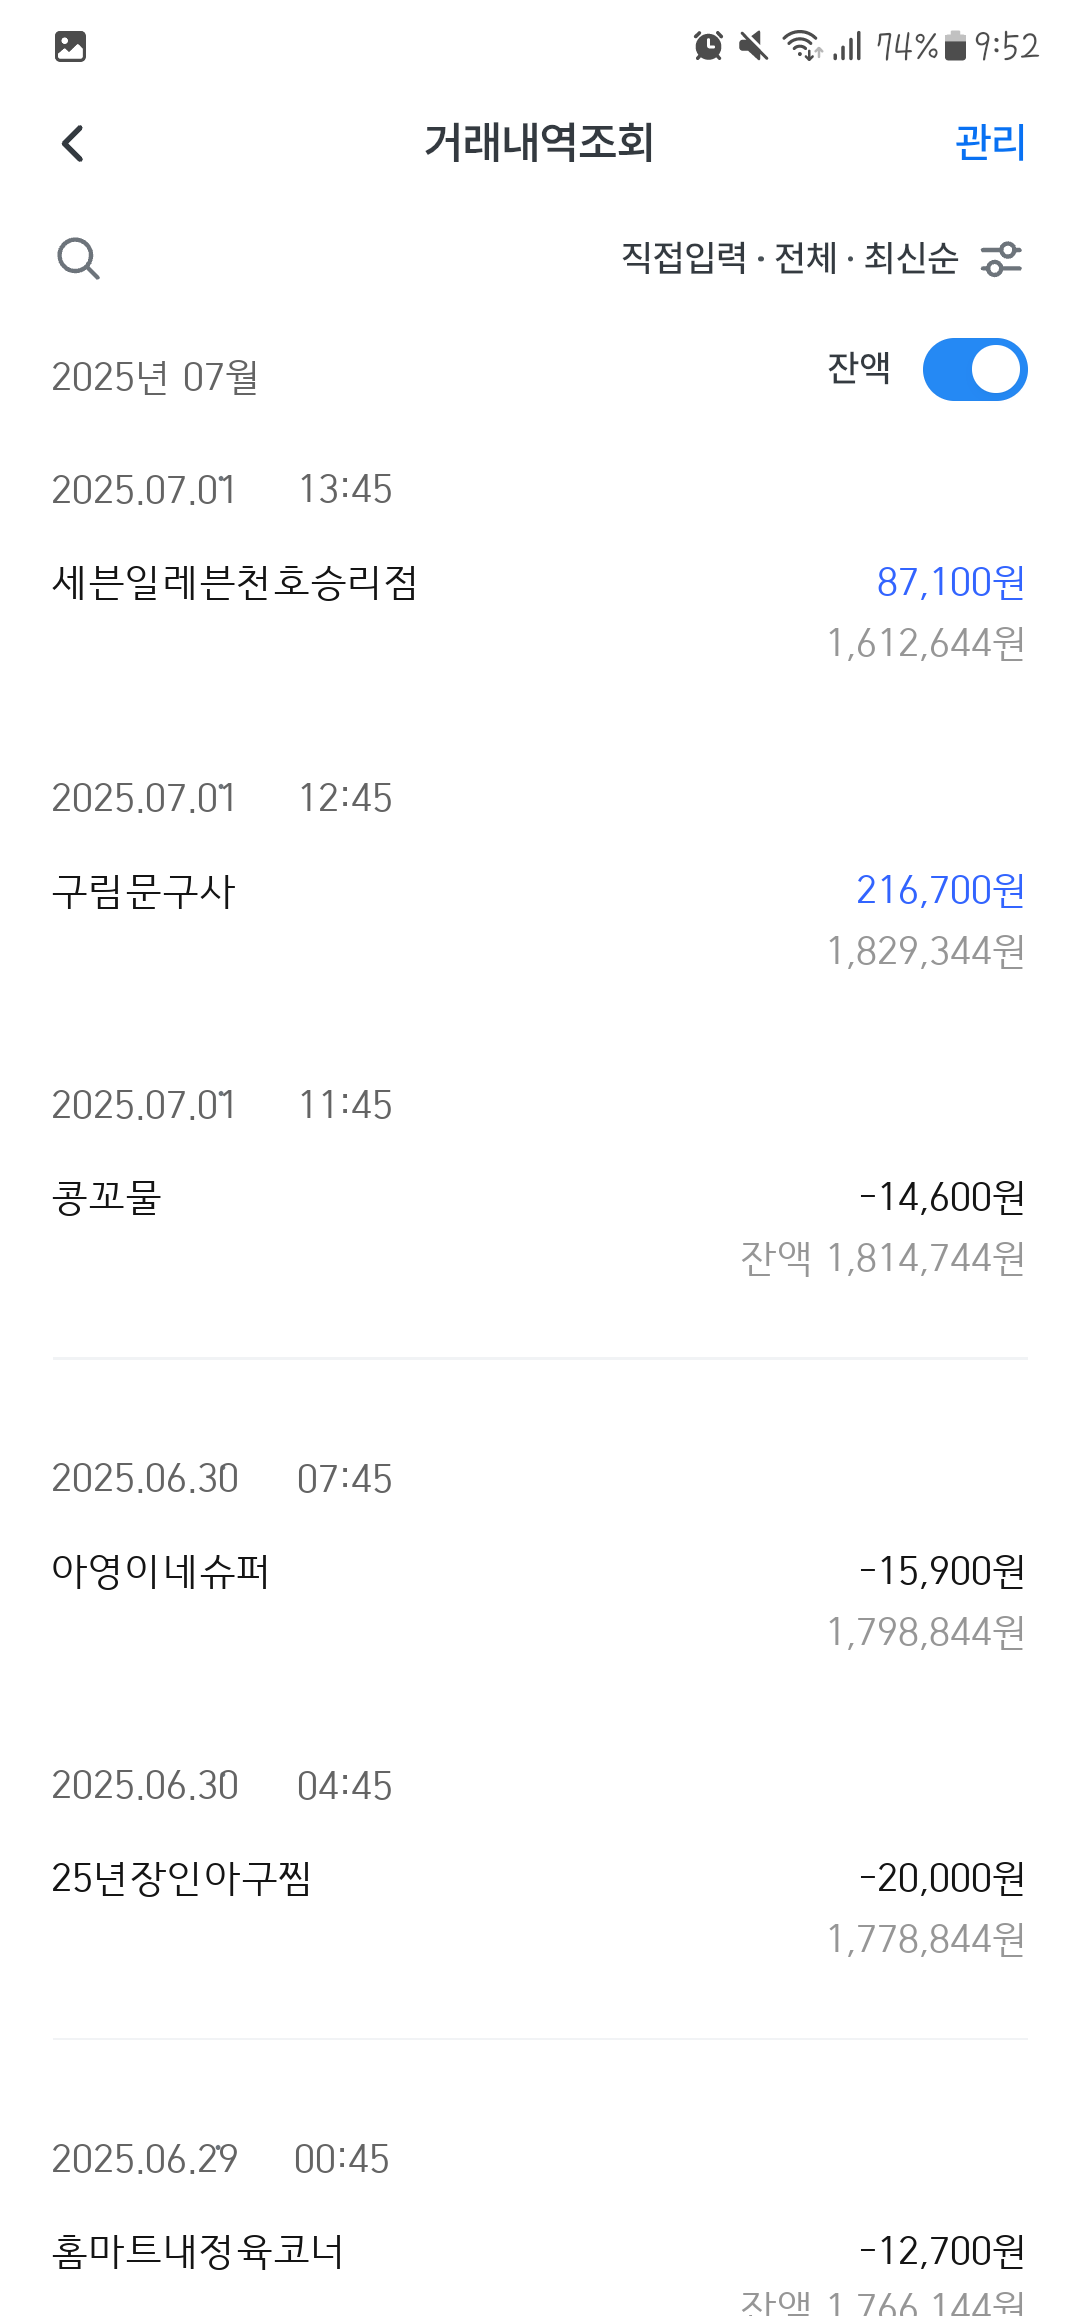 74% 9:52
거래내역조회 관리
직접입력 · 전체 · 최신순
2025년 07월 잔액
2025.07.01 13:45
세븐일레븐천호승리점 87,100원
1,612,644원
2025.07.01 12:45
구림문구사 216,700원
1,829,344원
2025.07.01 11:45
콩꼬물 -14,600원
잔액 1,814,744원
2025.06.30 07:45
아영이네슈퍼 -15,900원
1,798,844원
2025.06.30 04:45
25년장인아구찜 -20,000원
1,778,844원
2025.06.29 00:45
홈마트내정육코너 -12,700원
잔액 1,766,144원